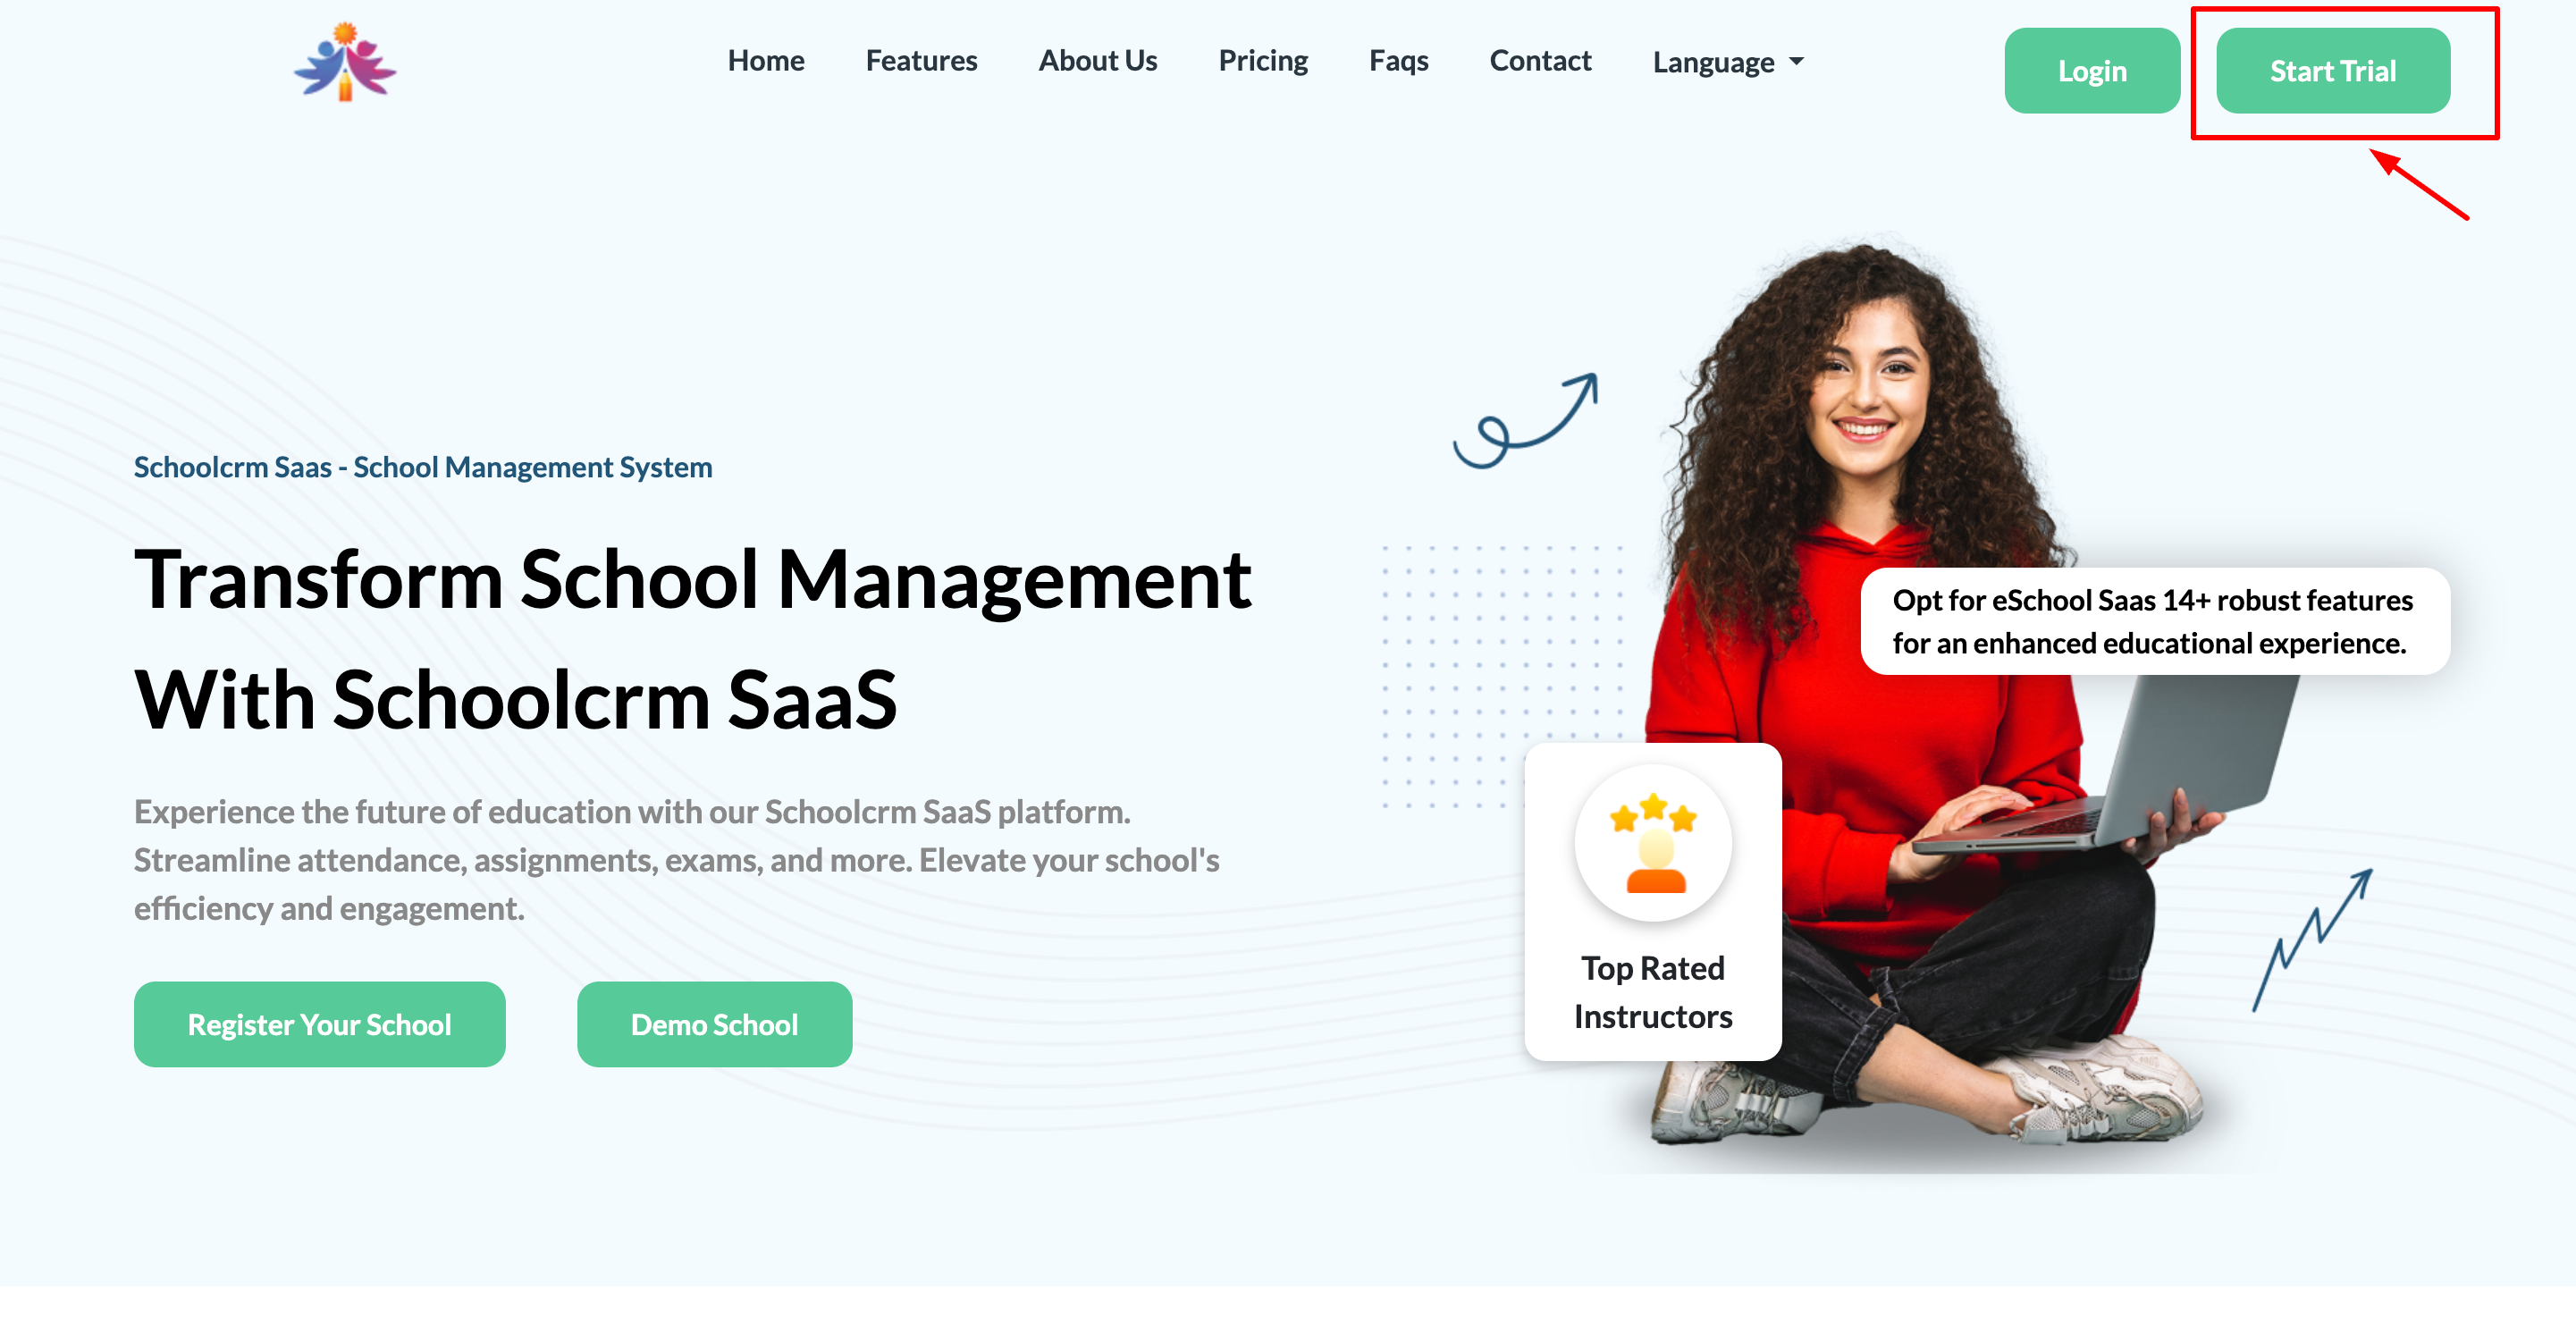 Home Features About Us Pricing Faqs Contact Language Login Start Trial
Schoolcrm Saas - School Management System
Transform School Management
With Schoolcrm SaaS
Experience the future of education with our Schoolcrm SaaS platform.
Streamline attendance, assignments, exams, and more. Elevate your school's
efficiency and engagement.
Register Your School Demo School
Opt for eSchool Saas 14+ robust features
for an enhanced educational experience.
Top Rated
Instructors